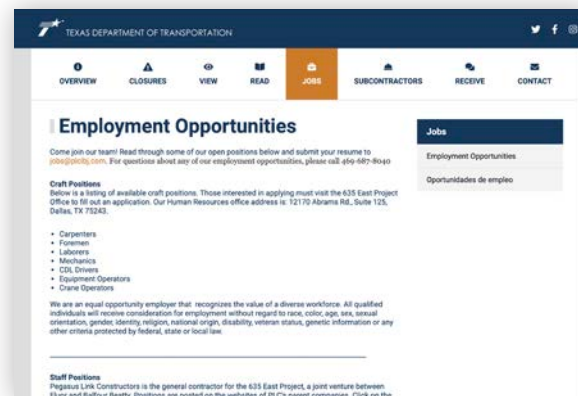 TEXAS DEPARTMENT OF TRANSPORTATION
OVERVIEW
CLOSURES
VIEW
READ
JOBS
SUBCONTRACTORS
RECEIVE
CONTACT
Employment Opportunities
Come join our team! Read through some of our open positions below and submit your resume to
jobs@plcibj.com. For questions about any of our employment opportunities, please call 469-687-8040
Craft Positions
Below is a listing of available craft positions. Those interested in applying must visit the 635 East Project
Office to fill out an application. Our Human Resources office address is: 12170 Abrams Rd., Suite 125,
Dallas, TX 75243.
• Carpenters
• Foremen
• Laborers
• Mechanics
• CDL Drivers
• Equipment Operators
• Crane Operators
We are an equal opportunity employer that recognizes the value of a diverse workforce. All qualified
individuals will receive consideration for employment without regard to race, color, age, sex, sexual
orientation, gender, identity, religion, national origin, disability, veteran status, genetic information or any
other criteria protected by federal, state or local law.
Staff Positions
Pegasus Link Constructors is the general contractor for the 635 East Project, a joint venture between
Fluor and Balfour Beatty. Positions are posted on the websites of PLC's parent companies. Click on the
Jobs
Employment Opportunities
Oportunidades de empleo